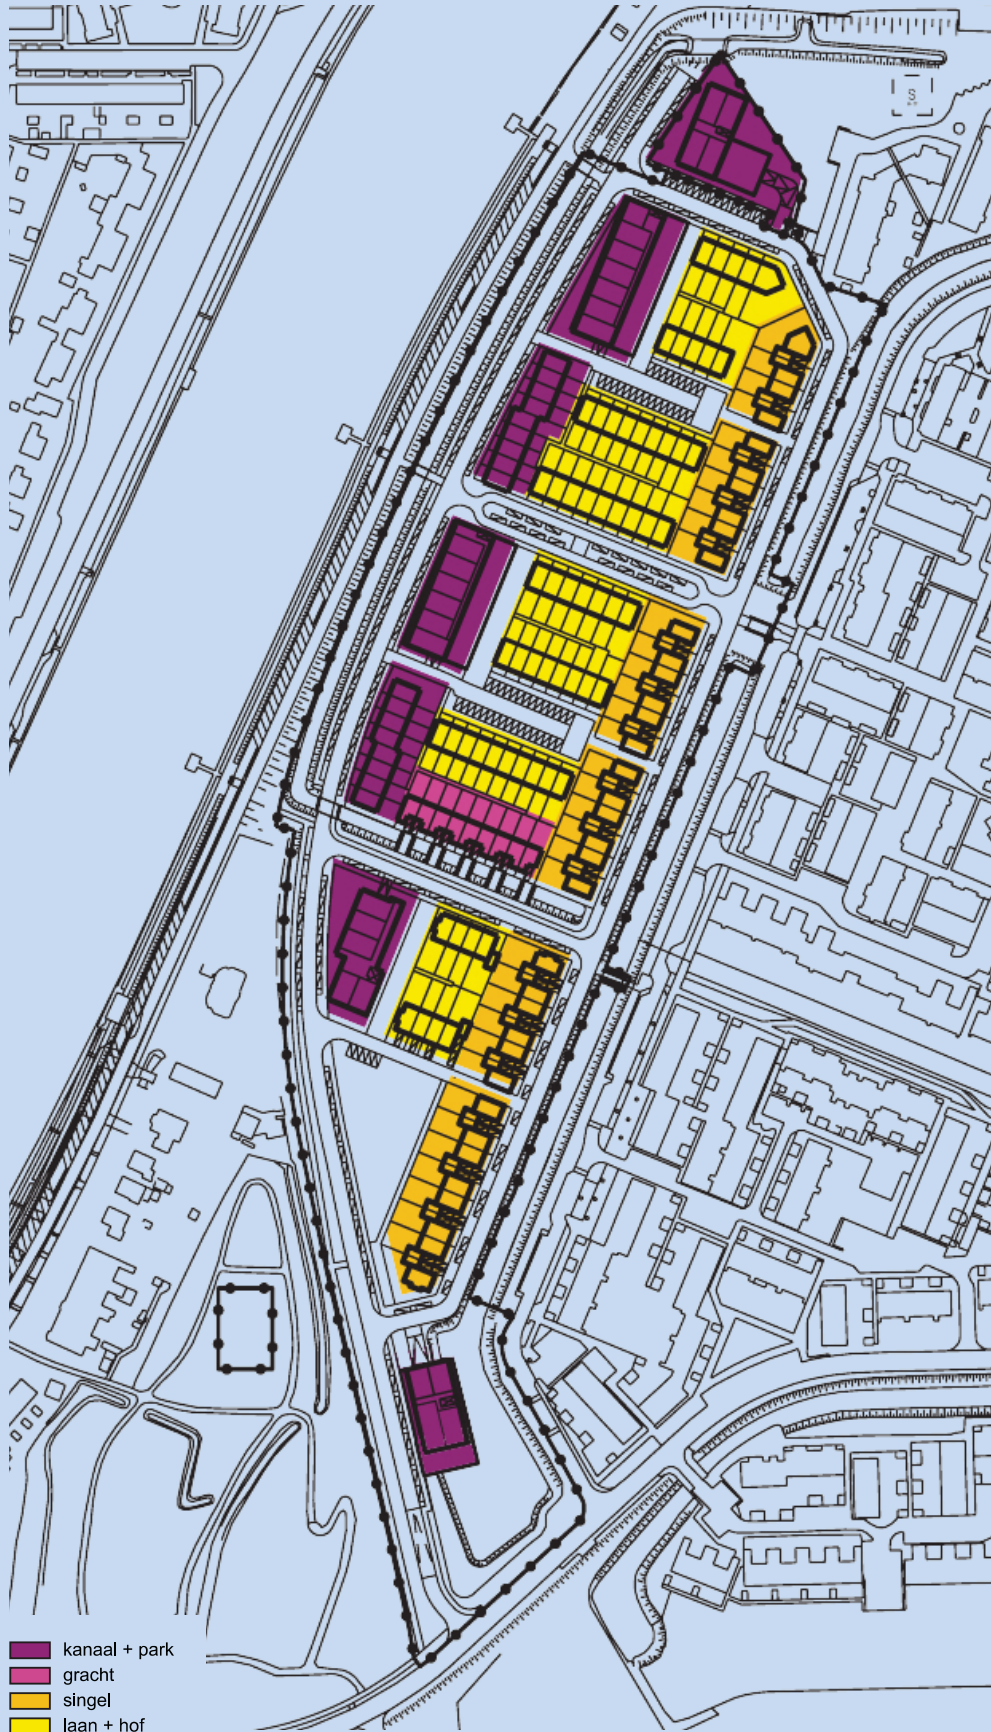 S
kanaal + park
gracht
singel
laan + hof